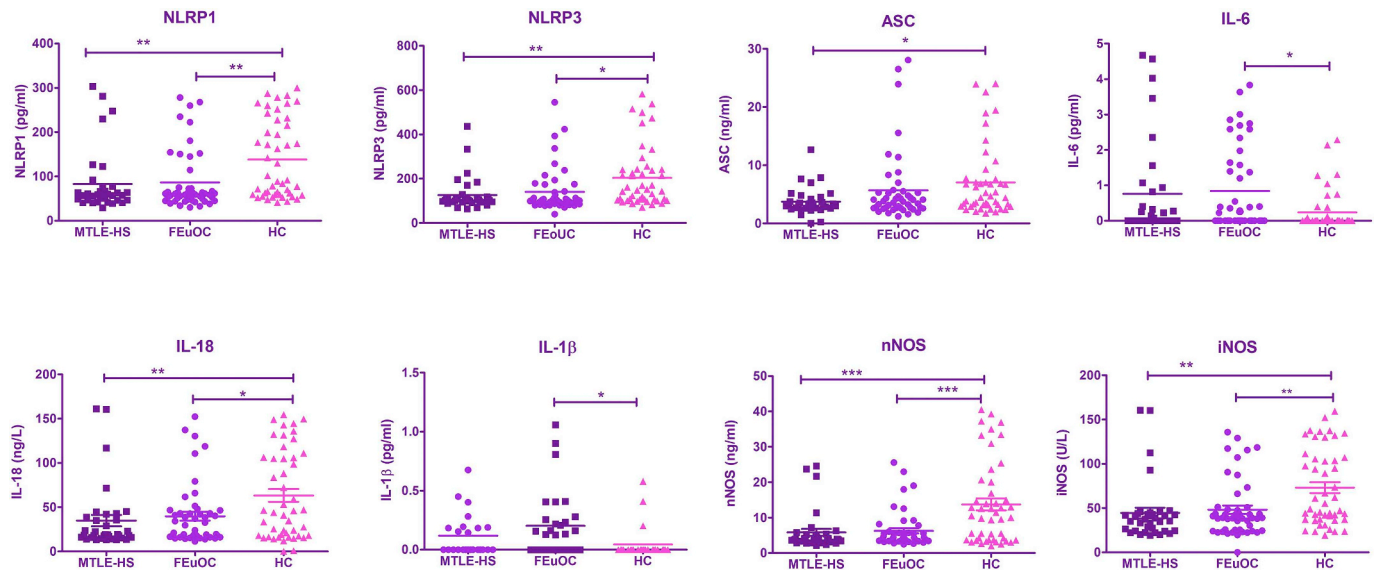 NLRP1
NLRP3
ASC
IL-6
NLRP1 (pg/ml)
400
300
200
100
0
**
**
MTLE-HS FEuOC HC
NLRP3 (pg/ml)
800
600
400
200
0
**
*
MTLE-HS FEoUC HC
ASC (ng/ml)
30
20
10
0
*
MTLE-HS FEuOC HC
IL-6 (pg/ml)
5
4
3
2
1
0
*
MTLE-HS FEuOC HC
IL-18
IL-1β
nNOS
iNOS
IL-18 (ng/L)
200
150
100
50
0
**
*
MTLE-HS FEuOC HC
IL-1β (pg/ml)
1.5
1.0
0.5
0.0
*
MTLE-HS FEuOC HC
nNOS (ng/ml)
50
40
30
20
10
0
***
***
MTLE-HS FEuOC HC
iNOS (U/L)
200
150
100
50
0
**
**
MTLE-HS FEuOC HC